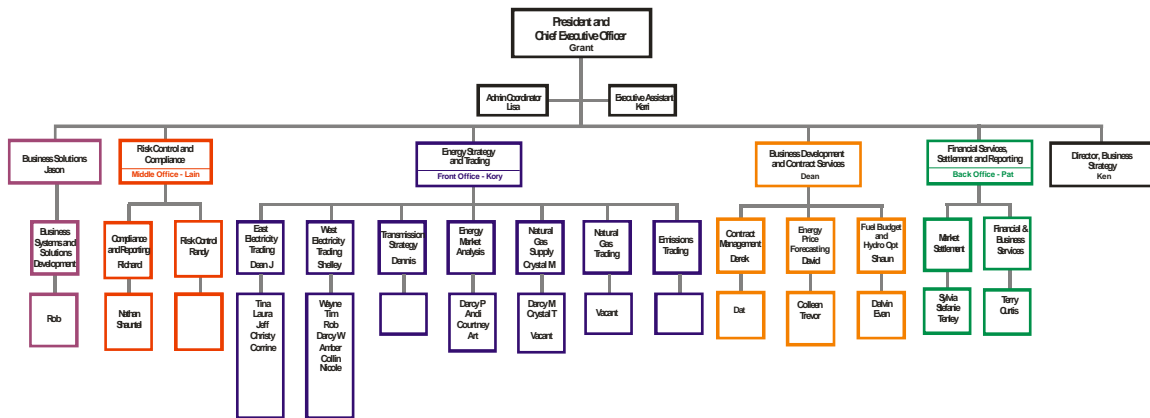 President and
Chief Executive Officer
Grant
Admin Coordinator
Lisa
Executive Assistant
Kerri
Business Solutions
Jason
Risk Control and
Compliance
Middle Office - Lain
Energy Strategy
and Trading
Front Office - Kory
Business Development
and Contract Services
Dean
Financial Services,
Settlement and Reporting
Back Office - Pat
Director, Business
Strategy
Ken
Business
Systems and
Solutions
Development
Compliance
and Reporting
Richard
Risk Control
Randy
East
Electricity
Trading
Dean J
West
Electricity
Trading
Shelley
Transmission
Strategy
Dennis
Energy
Market
Analysis
Natural
Gas
Supply
Crystal M
Natural
Gas
Trading
Emissions
Trading
Contract
Management
Derek
Energy
Price
Forecasting
David
Fuel Budget
and
Hydro Opt
Shaun
Market
Settlement
Financial &
Business
Services
Rob
Nathan
Shauntel
Tina
Laura
Jeff
Christy
Corrine
Wayne
Tim
Rob
Darcy W
Amber
Collin
Nicole
Darcy P
Andi
Courtney
Art
Darcy M
Crystal T
Vacant
Vacant
Dat
Colleen
Trevor
Dalvin
Evan
Sylvia
Stefanie
Tenley
Terry
Curtis